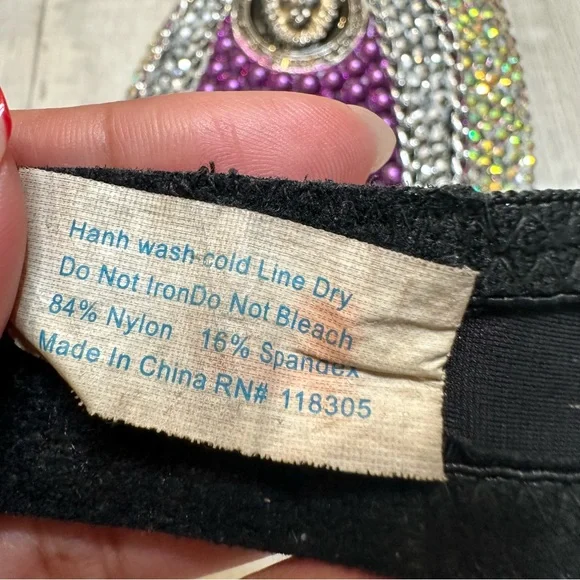 Hanh wash cold Line Dry
Do Not IronDo Not Bleach
84% Nylon 16% Spandex
Made In China RN# 118305